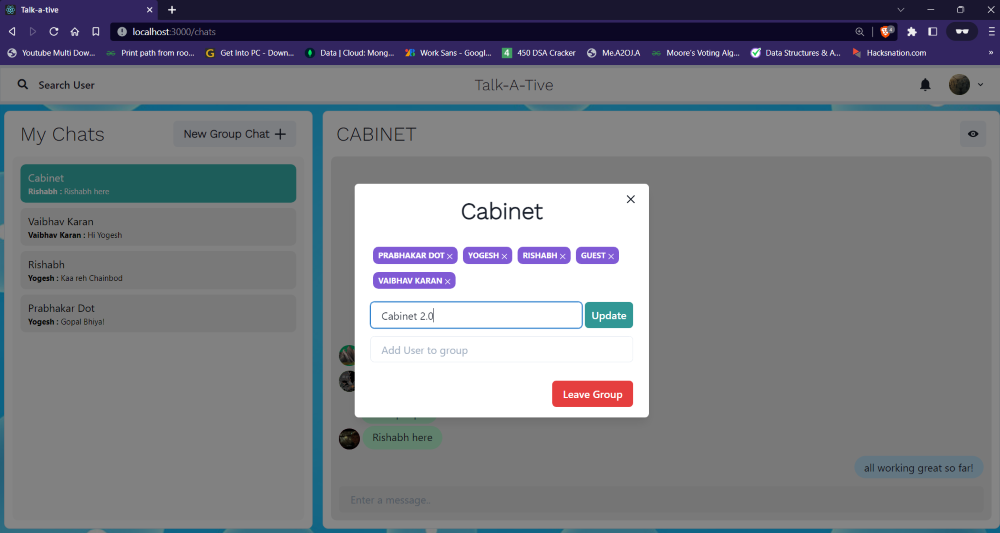 Talk-a-tive
localhost:3000/chats
Youtube Multi Dow... Print path from roo... Get Into PC - Down... Data | Cloud: Mong... Work Sans - Googl... 450 DSA Cracker Me.A2OJ.A Moore's Voting Alg... Data Structures & A... Hacksnation.com »
Search User Talk-A-Tive
My Chats New Group Chat +
CABINET
Cabinet
Rishabh : Rishabh here
Vaibhav Karan
Vaibhav Karan : Hi Yogesh
Rishabh
Yogesh : Kaa reh Chainbod
Prabhakar Dot
Yogesh : Gopal Bhiya!
Cabinet
PRABHAKAR DOT YOGESH RISHABH GUEST
VAIBHAV KARAN
Cabinet 2.0 Update
Add User to group
Leave Group
Rishabh here
all working great so far!
Enter a message..